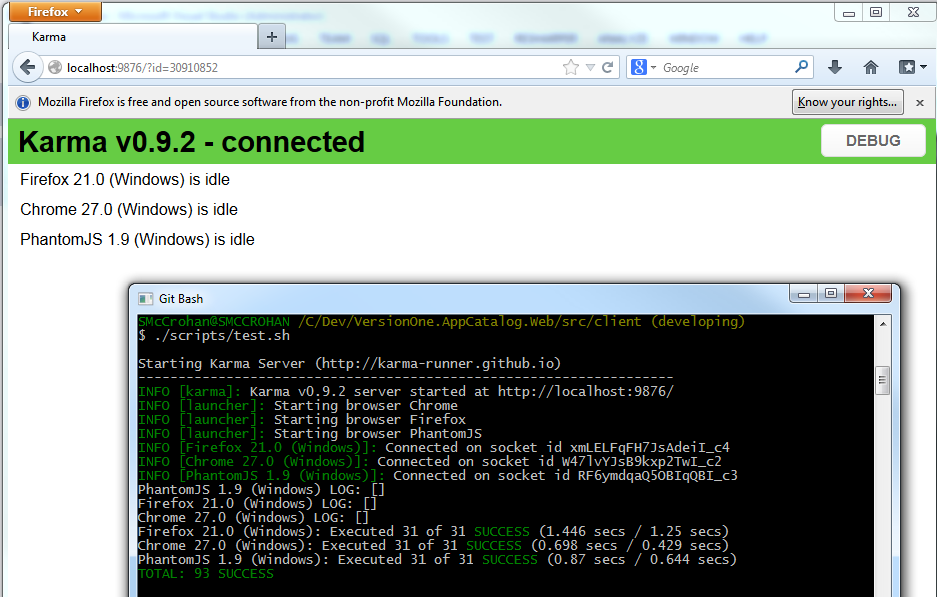 Firefox
Karma
localhost:9876/?id=30910852
Google
Mozilla Firefox is free and open source software from the non-profit Mozilla Foundation.
Know your rights...
Karma v0.9.2 - connected
DEBUG
Firefox 21.0 (Windows) is idle
Chrome 27.0 (Windows) is idle
PhantomJS 1.9 (Windows) is idle
Git Bash
SMcCrohan@SMCCROHAN /C/Dev/VersionOne.AppCatalog.Web/src/client (developing)
$ ./scripts/test.sh
Starting Karma Server (http://karma-runner.github.io)
-------------------------------------------------------------------
INFO [karma]: Karma v0.9.2 server started at http://localhost:9876/
INFO [launcher]: Starting browser Chrome
INFO [launcher]: Starting browser Firefox
INFO [launcher]: Starting browser PhantomJS
INFO [Firefox 21.0 (Windows)]: Connected on socket id xmLELFqFH7JsAdeiI_c4
INFO [Chrome 27.0 (Windows)]: Connected on socket id W47lvYJsB9kxp2TwI_c2
INFO [PhantomJS 1.9 (Windows)]: Connected on socket id RF6ymdqaQ5OBIqQBI_c3
PhantomJS 1.9 (Windows) LOG: []
Firefox 21.0 (Windows) LOG: []
Chrome 27.0 (Windows) LOG: []
Firefox 21.0 (Windows): Executed 31 of 31 SUCCESS (1.446 secs / 1.25 secs)
Chrome 27.0 (Windows): Executed 31 of 31 SUCCESS (0.698 secs / 0.429 secs)
PhantomJS 1.9 (Windows): Executed 31 of 31 SUCCESS (0.87 secs / 0.644 secs)
TOTAL: 93 SUCCESS